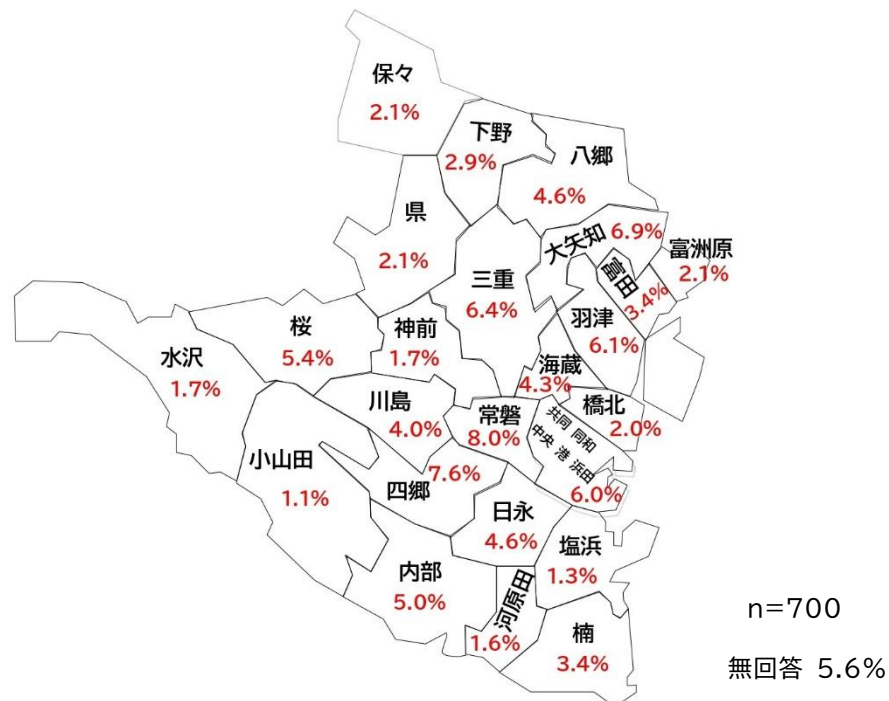 保々
2.1%
下野
2.9%
八郷
4.6%
県
2.1%
大矢知
6.9%
富洲原
2.1%
富田
3.4%
三重
6.4%
羽津
6.1%
桜
5.4%
神前
1.7%
水沢
1.7%
海蔵
4.3%
橋北
2.0%
川島
4.0%
常磐
8.0%
共同 同和
中央 港 浜田
6.0%
小山田
1.1%
四郷
7.6%
日永
4.6%
塩浜
1.3%
内部
5.0%
河原田
1.6%
楠
3.4%
n=700
無回答 5.6%